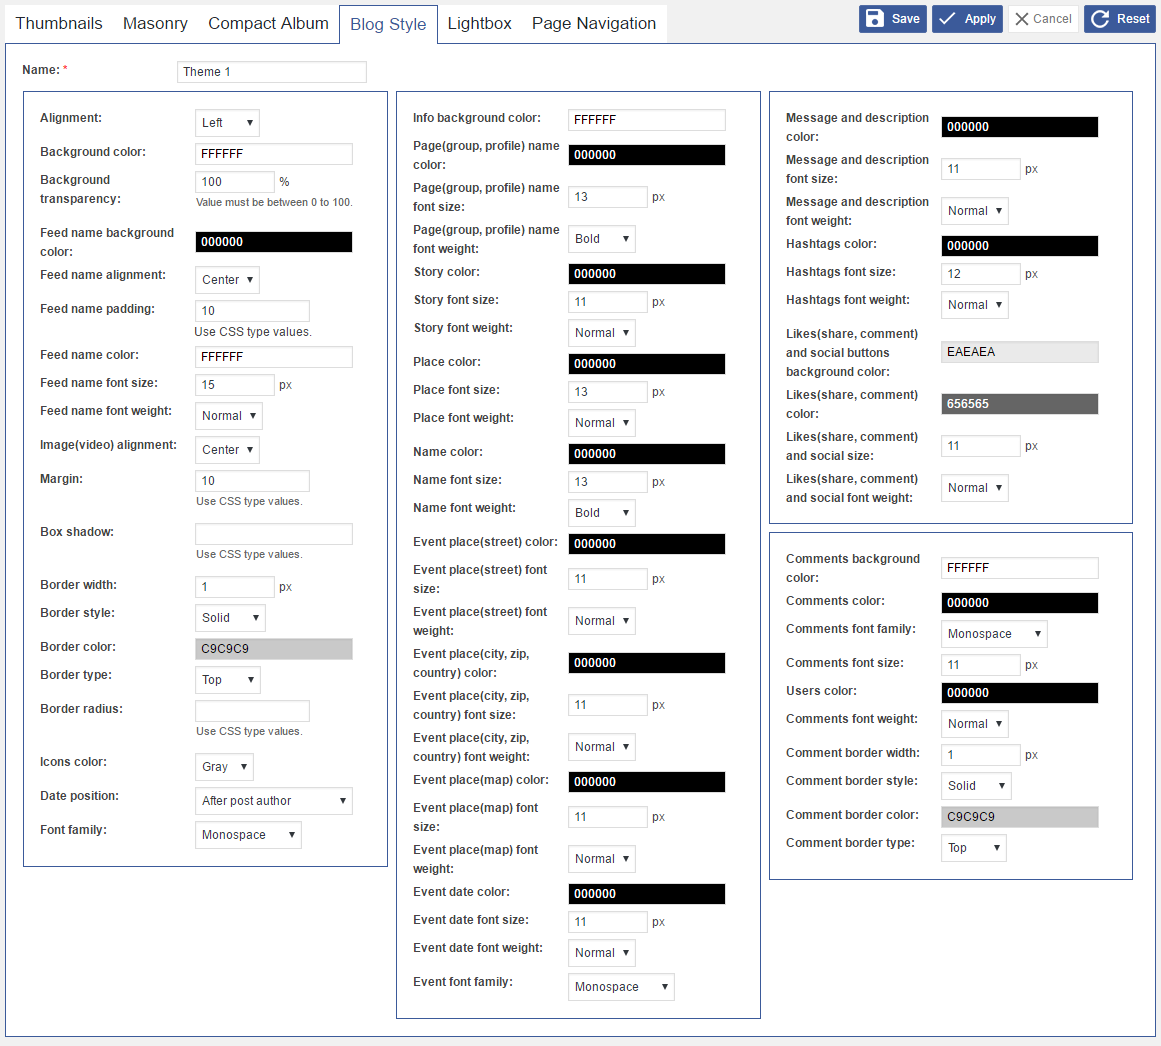 Thumbnails Masonry Compact Album Blog Style Lightbox Page Navigation Save Apply Cancel Reset
Name: * Theme 1
Alignment: Left
Background color: FFFFFF
Background
transparency: 100 %
Value must be between 0 to 100.
Feed name background
color: 000000
Feed name alignment: Center
Feed name padding: 10
Use CSS type values.
Feed name color: FFFFFF
Feed name font size: 15 px
Feed name font weight: Normal
Image(video) alignment: Center
Margin: 10
Use CSS type values.
Box shadow:
Use CSS type values.
Border width: 1 px
Border style: Solid
Border color: C9C9C9
Border type: Top
Border radius:
Use CSS type values.
Icons color: Gray
Date position: After post author
Font family: Monospace
Info background color: FFFFFF
Page(group, profile) name
color: 000000
Page(group, profile) name
font size: 13 px
Page(group, profile) name
font weight: Bold
Story color: 000000
Story font size: 11 px
Story font weight: Normal
Place color: 000000
Place font size: 13 px
Place font weight: Normal
Name color: 000000
Name font size: 13 px
Name font weight: Bold
Event place(street) color: 000000
Event place(street) font
size: 11 px
Event place(street) font
weight: Normal
Event place(city, zip,
country) color: 000000
Event place(city, zip,
country) font size: 11 px
Event place(city, zip,
country) font weight: Normal
Event place(map) color: 000000
Event place(map) font
size: 11 px
Event place(map) font
weight: Normal
Event date color: 000000
Event date font size: 11 px
Event date font weight: Normal
Event font family: Monospace
Message and description
color: 000000
Message and description
font size: 11 px
Message and description
font weight: Normal
Hashtags color: 000000
Hashtags font size: 12 px
Hashtags font weight: Normal
Likes(share, comment)
and social buttons
background color: EAEAEA
Likes(share, comment)
color: 656565
Likes(share, comment)
and social size: 11 px
Likes(share, comment)
and social font weight: Normal
Comments background
color: FFFFFF
Comments color: 000000
Comments font family: Monospace
Comments font size: 11 px
Users color: 000000
Comments font weight: Normal
Comment border width: 1 px
Comment border style: Solid
Comment border color: C9C9C9
Comment border type: Top